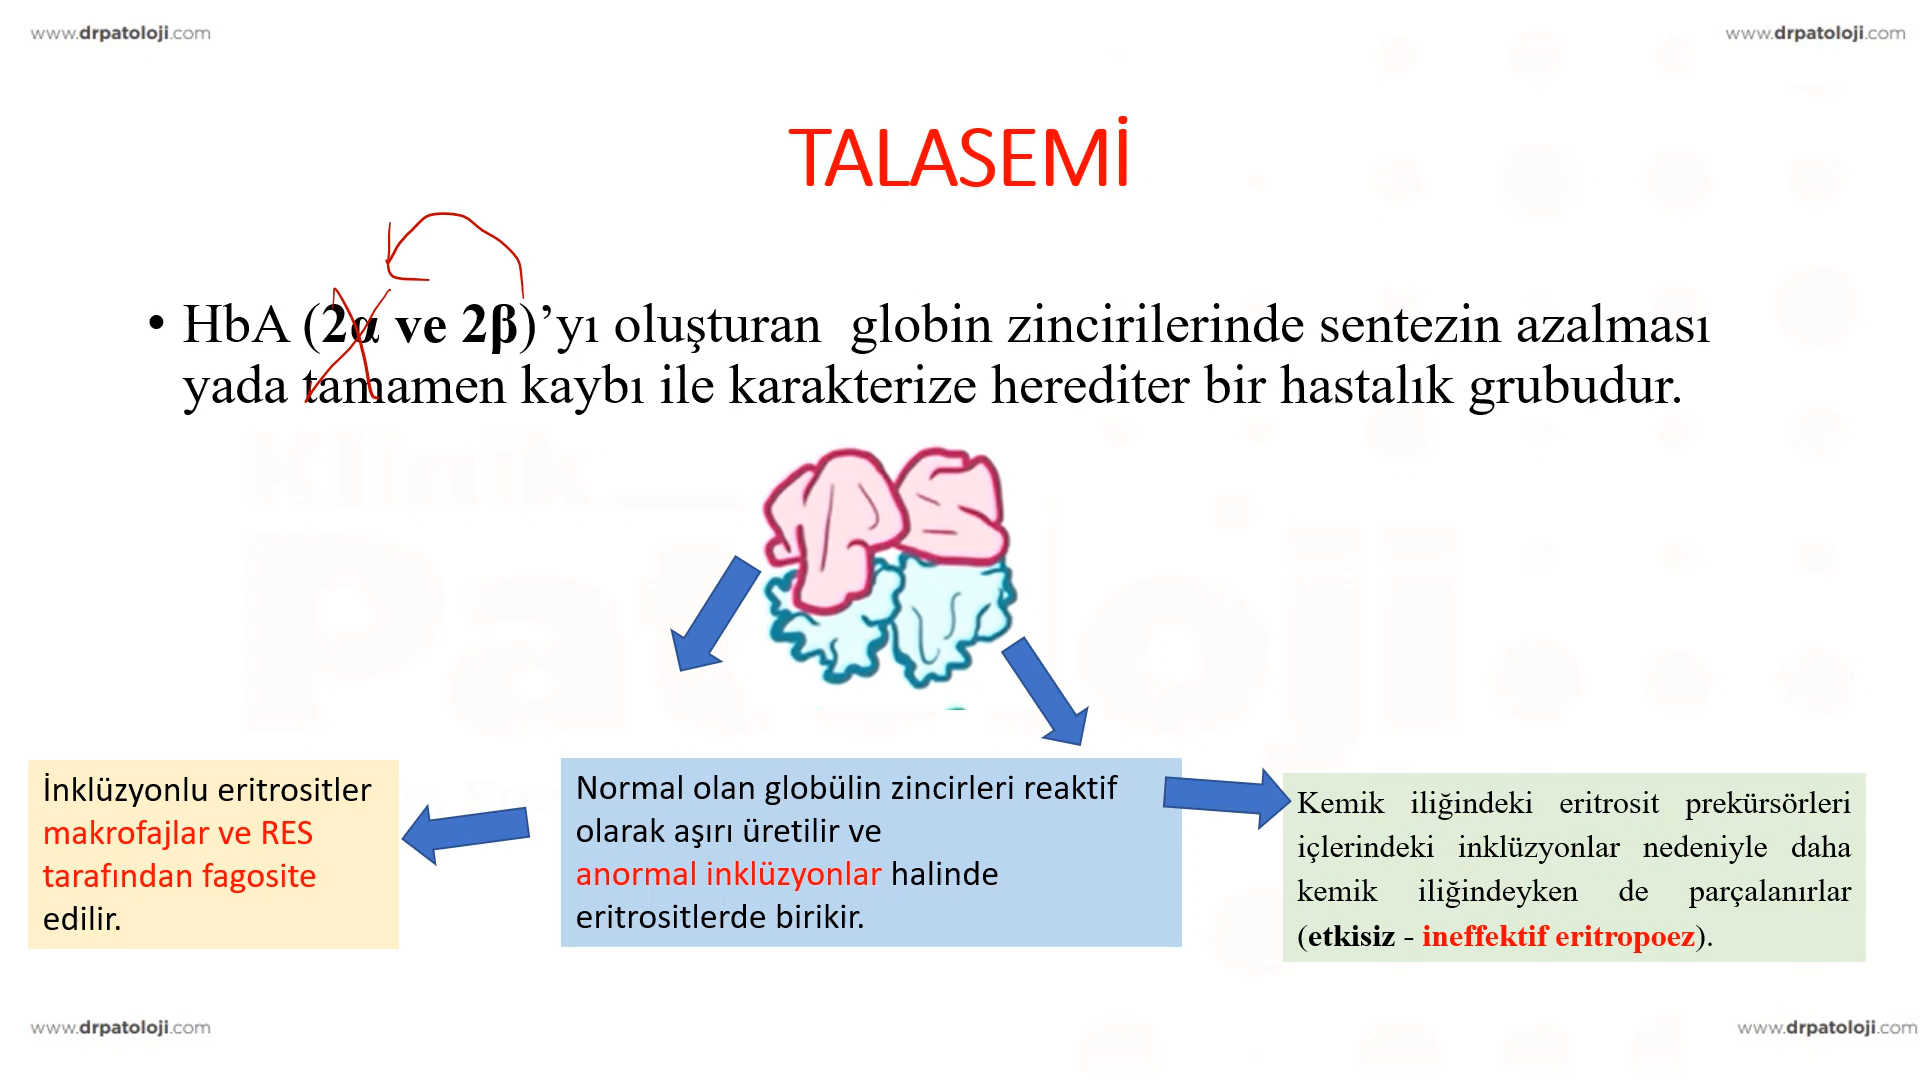 www.drpatoloji.com
www.drpatoloji.com
TALASEMİ
• HbA (2α ve 2β)’yı oluşturan globin zincirilerinde sentezin azalması
yada tamamen kaybı ile karakterize herediter bir hastalık grubudur.
Klinik
Patoloji
İnklüzyonlu eritrositler
makrofajlar ve RES
tarafından fagosite
edilir.
Normal olan globülin zincirleri reaktif
olarak aşırı üretilir ve
anormal inklüzyonlar halinde
eritrositlerde birikir.
Kemik iliğindeki eritrosit prekürsörleri
içlerindeki inklüzyonlar nedeniyle daha
kemik iliğindeyken de parçalanırlar
(etkisiz - ineffektif eritropoez).
www.drpatoloji.com
www.drpatoloji.com